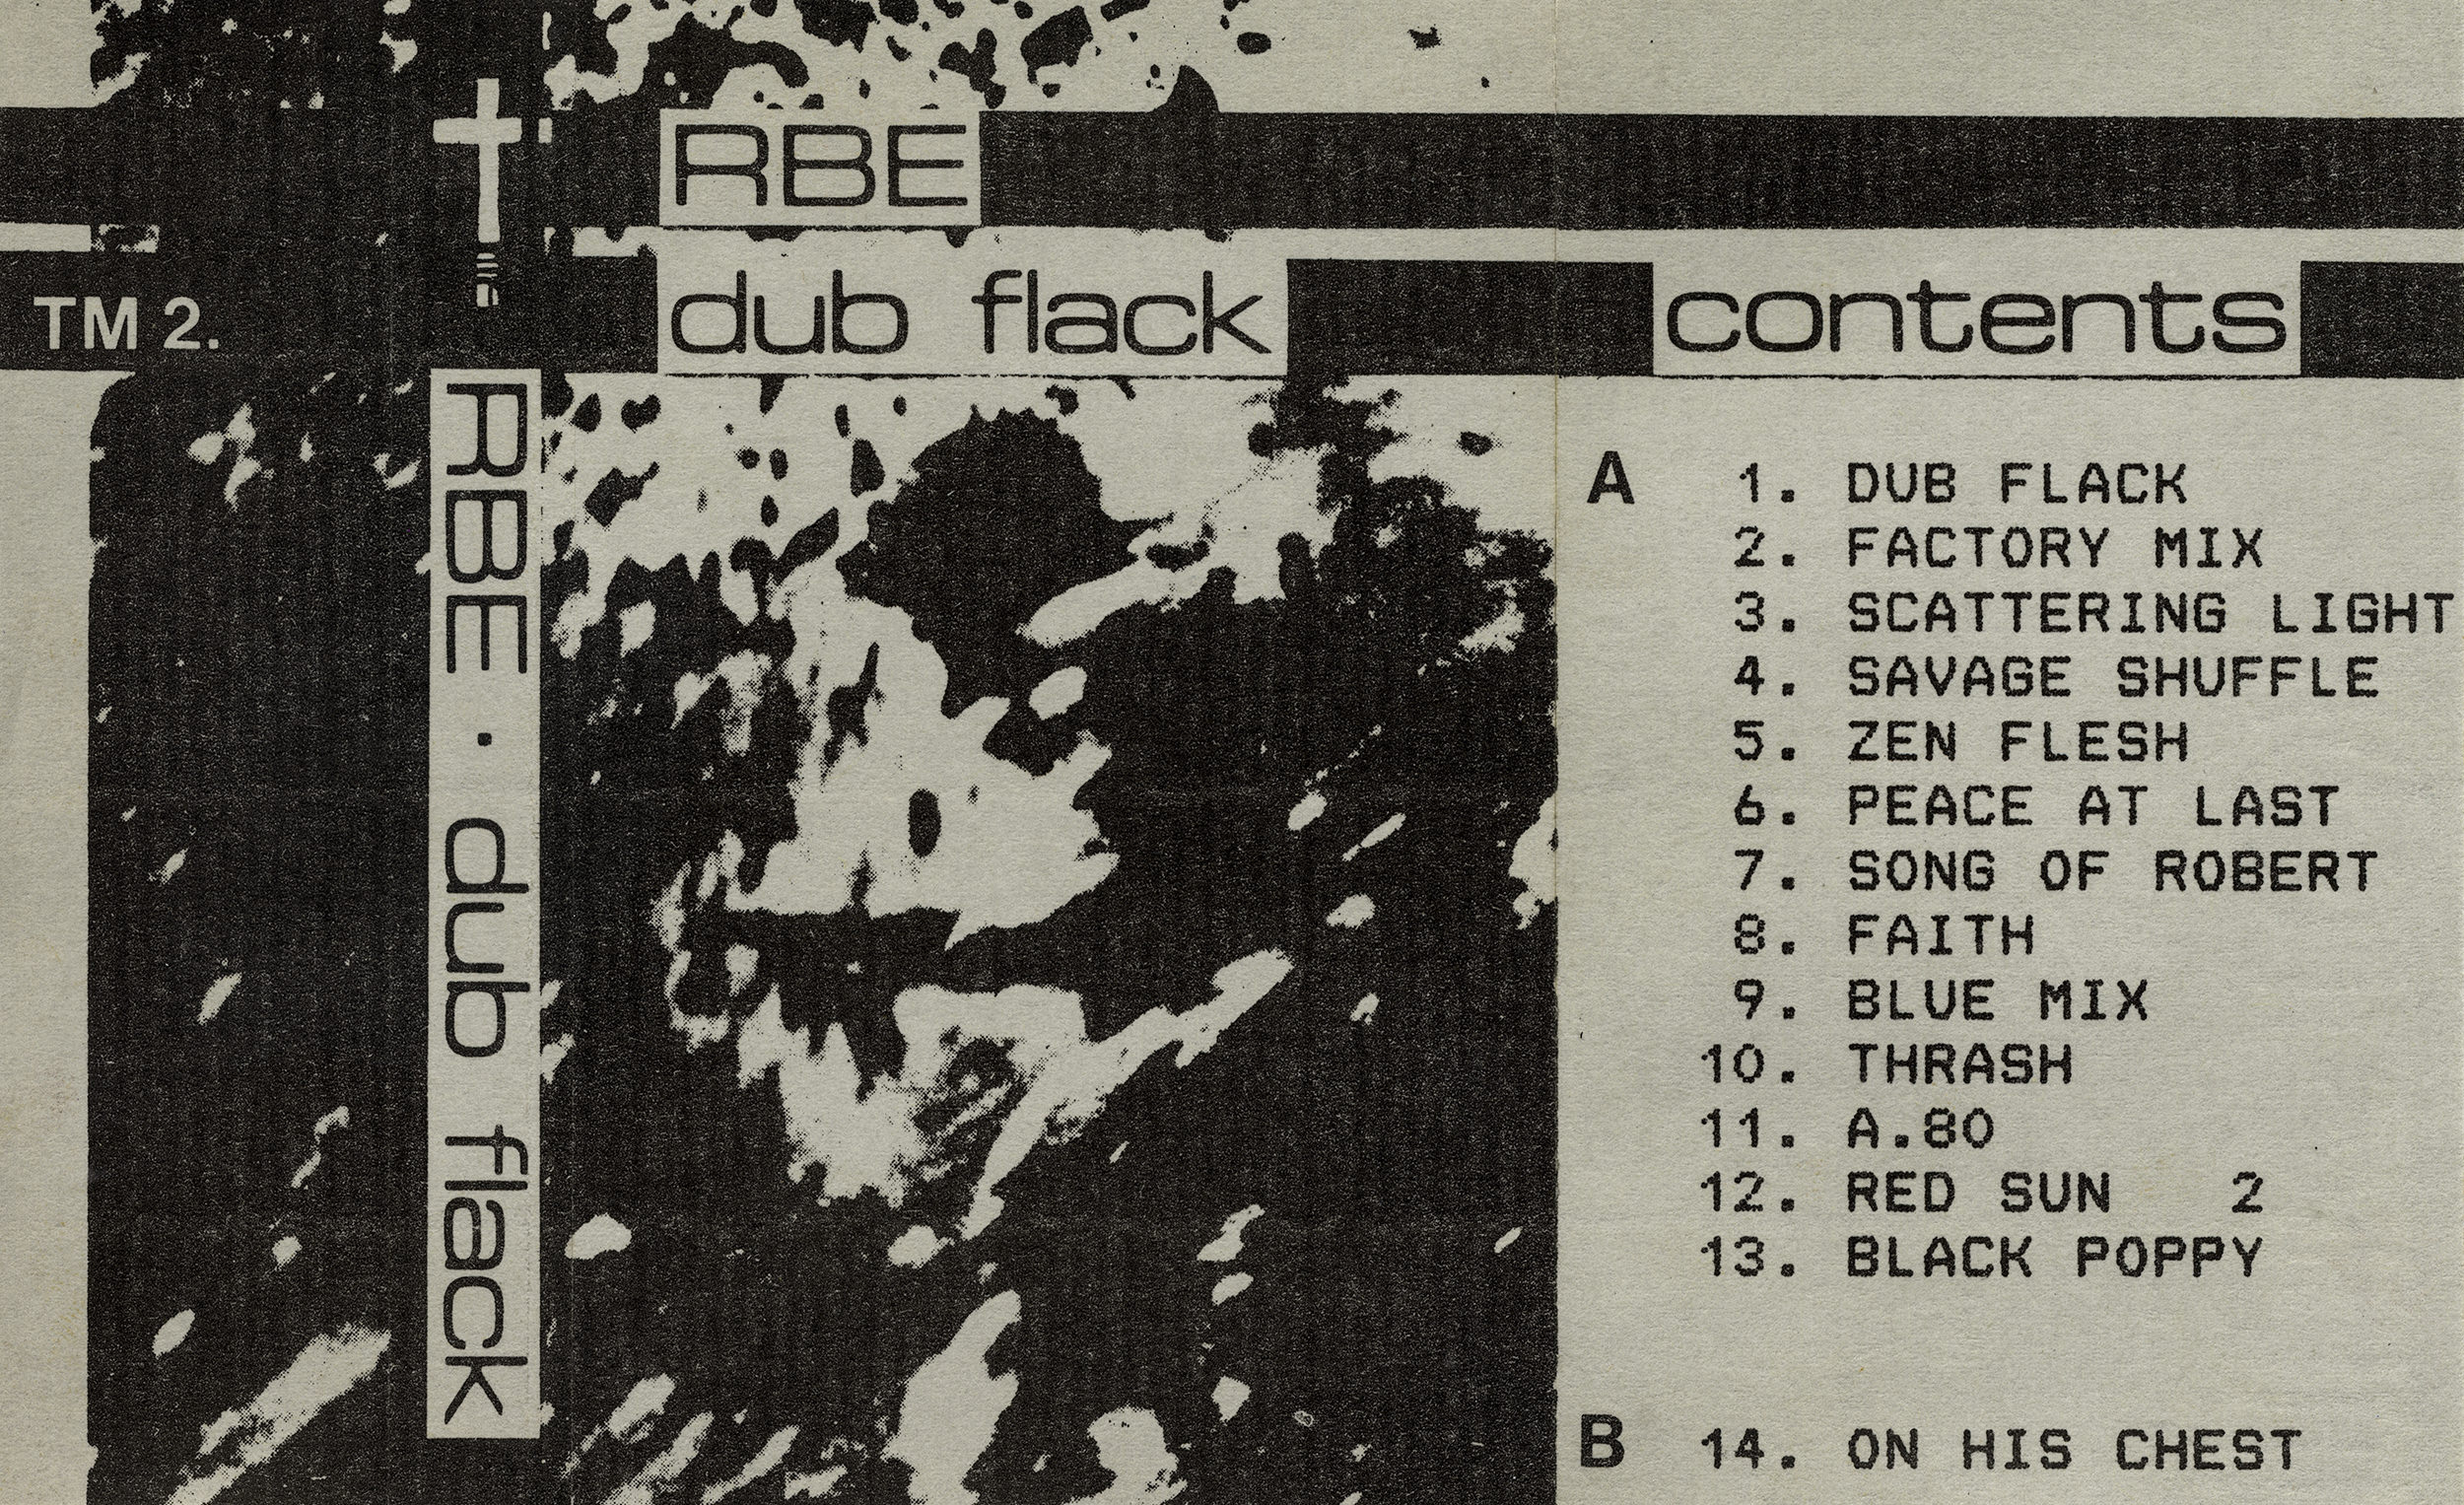 TM 2.
RBE · dub flack
RBE
dub flack
contents
A 1. DUB FLACK
2. FACTORY MIX
3. SCATTERING LIGHT
4. SAVAGE SHUFFLE
5. ZEN FLESH
6. PEACE AT LAST
7. SONG OF ROBERT
8. FAITH
9. BLUE MIX
10. THRASH
11. A.80
12. RED SUN 2
13. BLACK POPPY
B 14. ON HIS CHEST